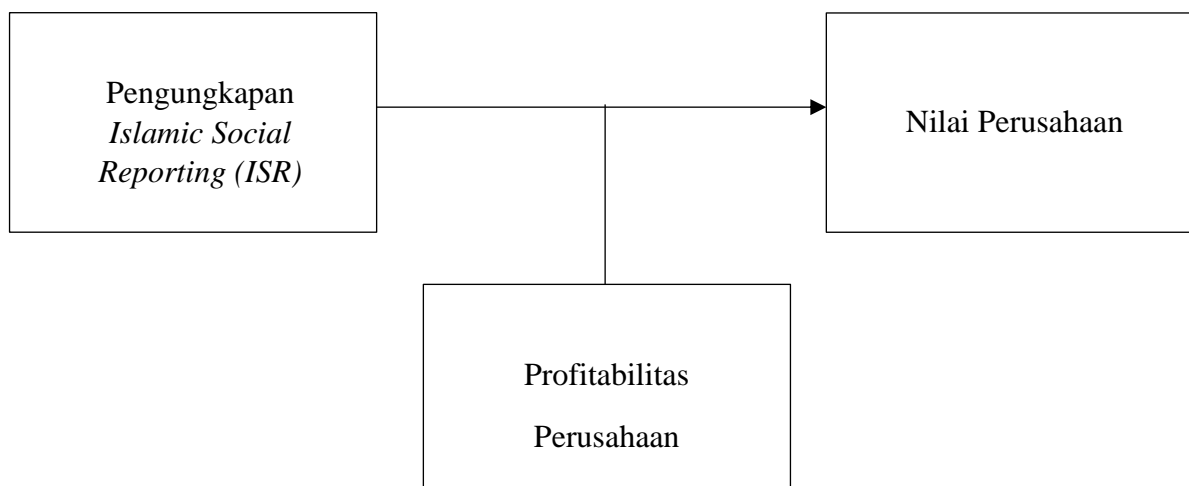 Pengungkapan
Islamic Social
Reporting (ISR)
Nilai Perusahaan
Profitabilitas
Perusahaan